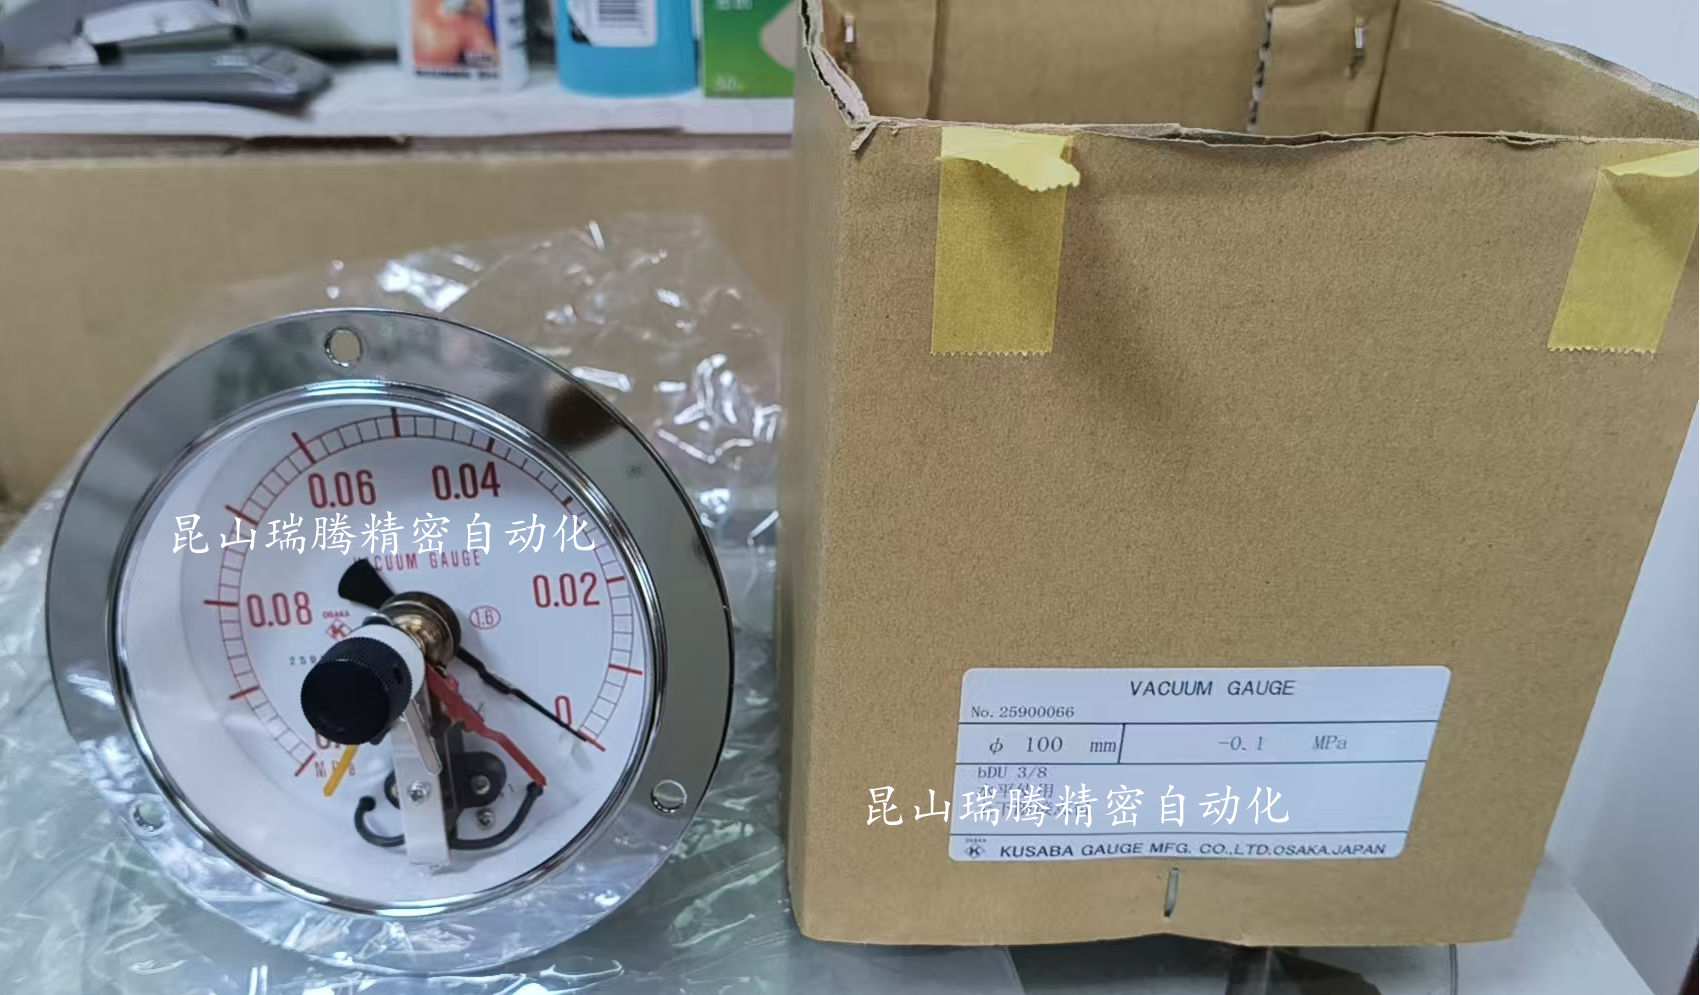 0.06
0.04
昆山瑞腾精密自动化
VACUUM GAUGE
0.02
0.08
OSAKA
K
1.6
0
VACUUM GAUGE
No. 25900066
φ 100 mm
-0.1 MPa
bDU 3/8
昆山瑞腾精密自动化
OSAKA
K
KUSABA GAUGE MFG. CO.,LTD.OSAKA.JAPAN